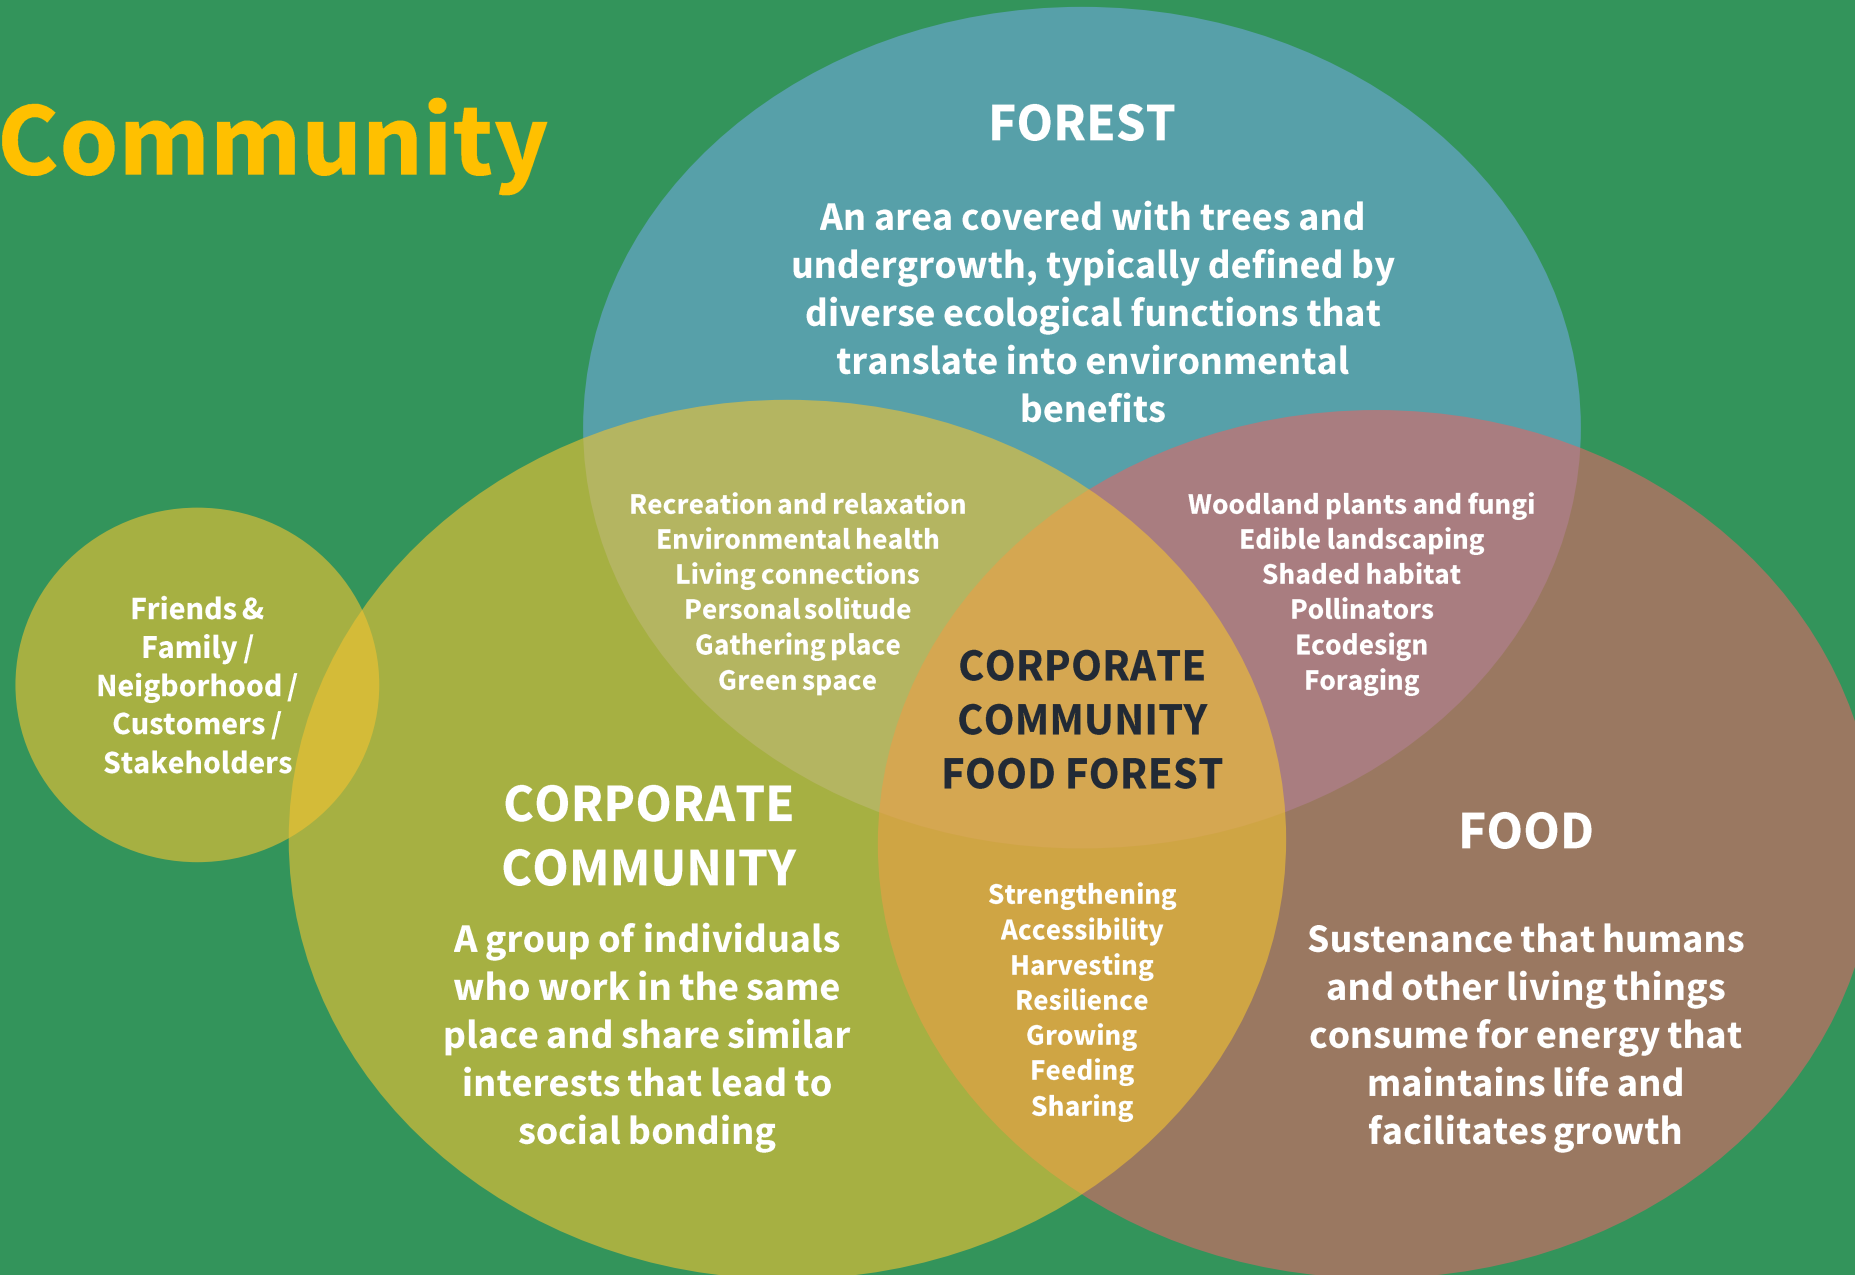 Community
FOREST
An area covered with trees and
undergrowth, typically defined by
diverse ecological functions that
translate into environmental
benefits
Recreation and relaxation
Environmental health
Living connections
Personal solitude
Gathering place
Green space
Woodland plants and fungi
Edible landscaping
Shaded habitat
Pollinators
Ecodesign
Foraging
Friends &
Family /
Neigborhood /
Customers /
Stakeholders
CORPORATE
COMMUNITY
FOOD FOREST
CORPORATE
COMMUNITY
A group of individuals
who work in the same
place and share similar
interests that lead to
social bonding
Strengthening
Accessibility
Harvesting
Resilience
Growing
Feeding
Sharing
FOOD
Sustenance that humans
and other living things
consume for energy that
maintains life and
facilitates growth